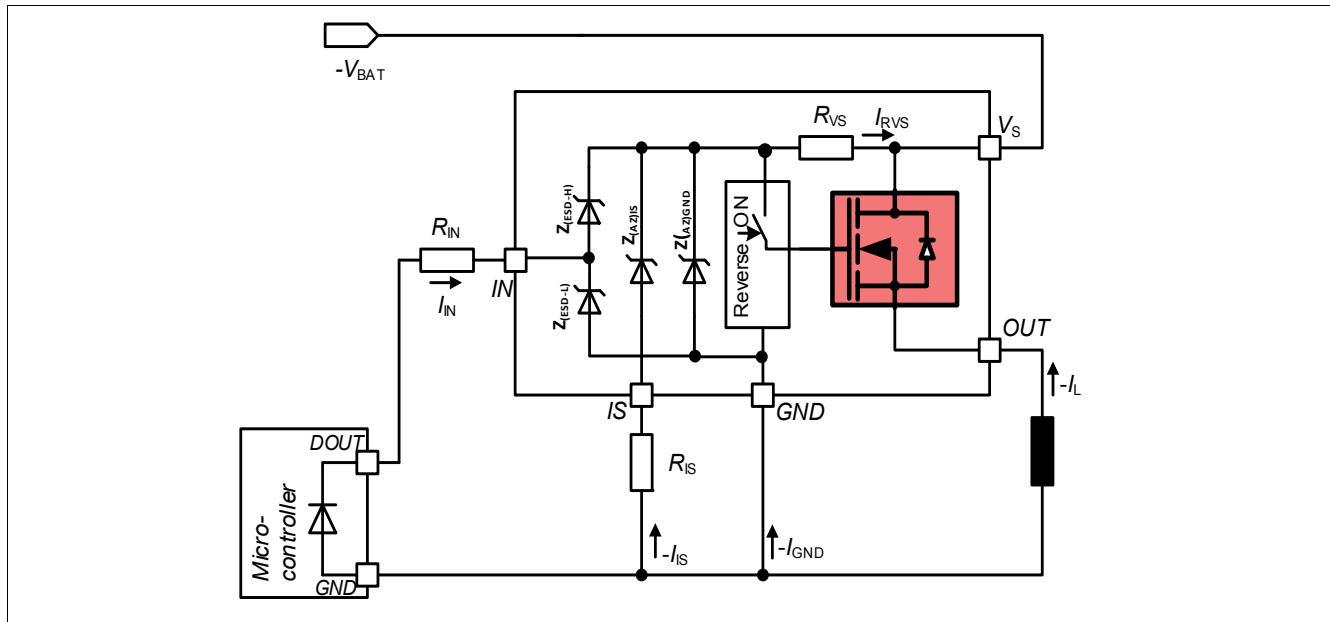 -VBAT
RVS
IRVS
VS
Z(ESD-H)
Z(AZ)IS
Z(AZ)GND
Reverse ON
RIN
IIN
IN
Z(ESD-L)
OUT
IS
GND
-IL
DOUT
RIS
Micro-
controller
-IIS
-IGND
GND